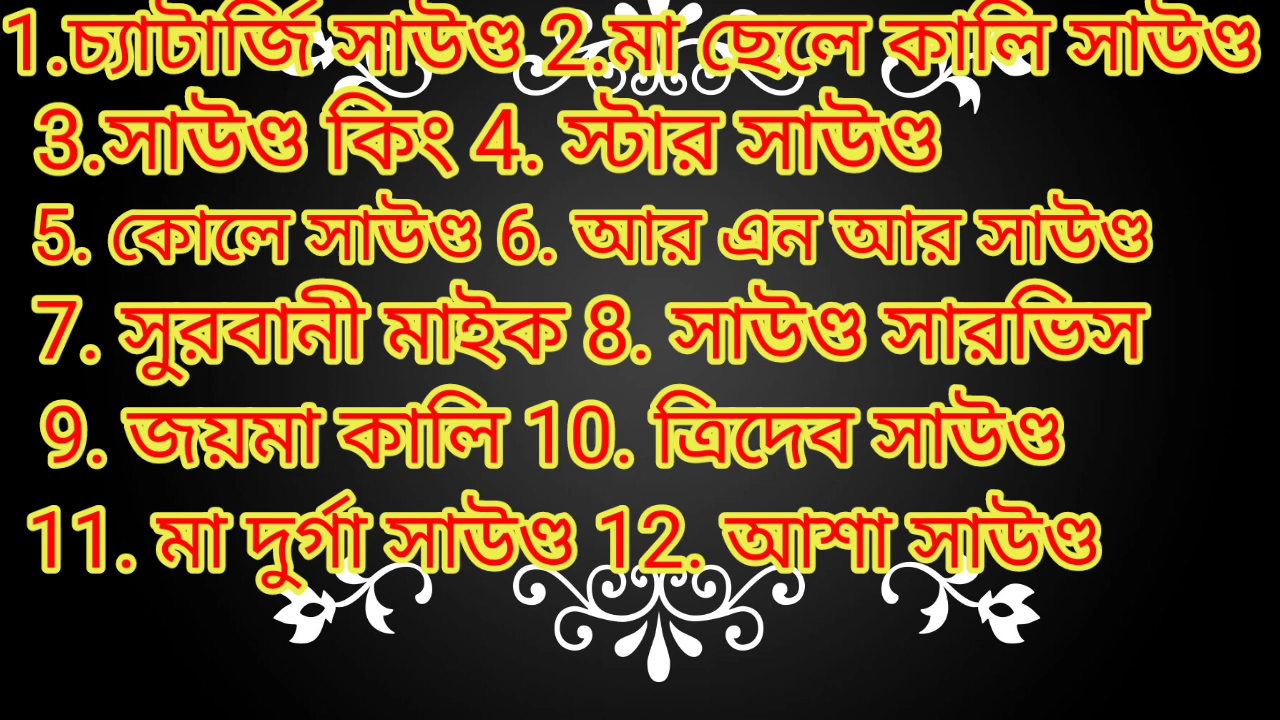 1.চ্যাটার্জি সাউণ্ড 2.মা ছেলে কালি সাউণ্ড
3.সাউণ্ড কিং 4. স্টার সাউণ্ড
5. কোলে সাউণ্ড 6. আর এন আর সাউণ্ড
7. সুরবানী মাইক 8. সাউণ্ড সারভিস
9. জয়মা কালি 10. ত্রিদেব সাউণ্ড
11. মা দুর্গা সাউণ্ড 12. আশা সাউণ্ড